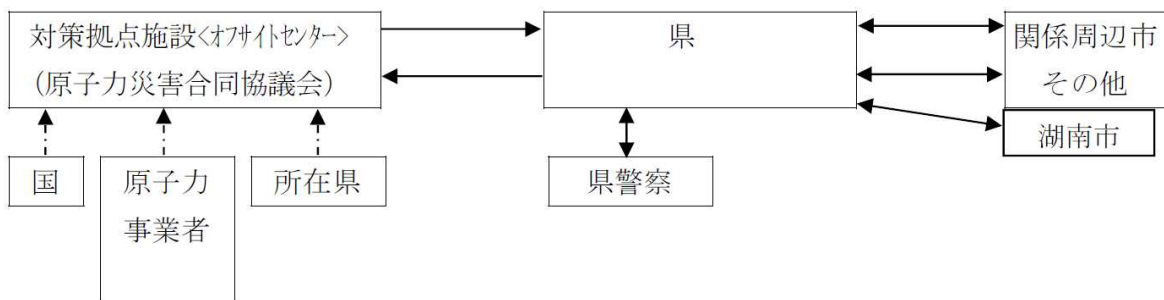 対策拠点施設<ｵﾌｻｲﾄｾﾝﾀｰ>
(原子力災害合同協議会)
県
関係周辺市
その他
湖南市
国
原子力
事業者
所在県
県警察